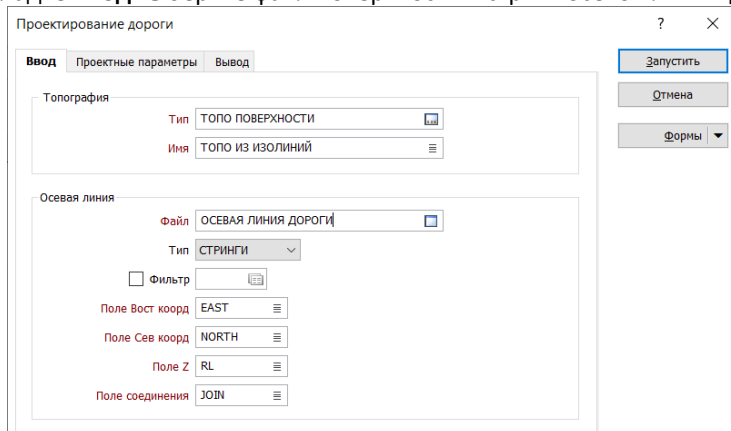 Проектирование дороги ? ×
Ввод Проектные параметры Вывод
Запустить
Отмена
Формы
Топография
Тип ТОПО ПОВЕРХНОСТИ
Имя ТОПО ИЗ ИЗОЛИНИЙ
Осевая линия
Файл ОСЕВАЯ ЛИНИЯ ДОРОГИ
Тип СТРИНГИ
Фильтр
Поле Вост коорд EAST
Поле Сев коорд NORTH
Поле Z RL
Поле соединения JOIN